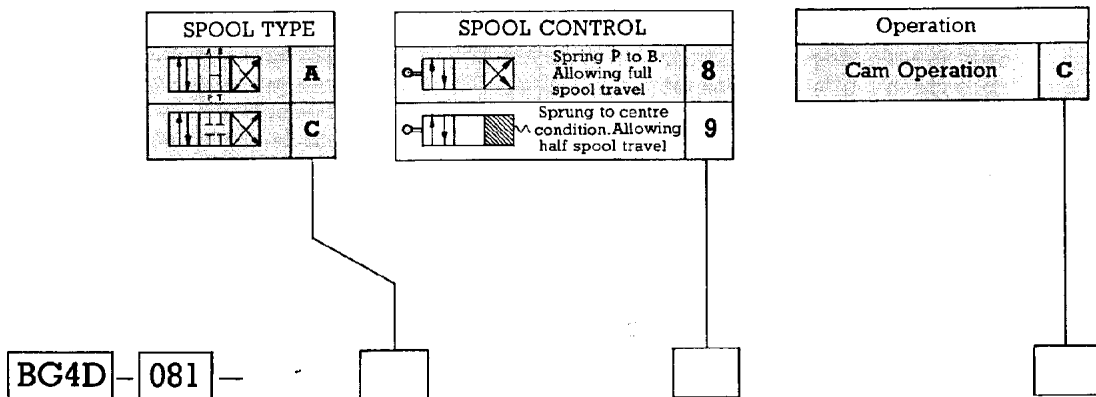 SPOOL TYPE
A B
A
P T
C
SPOOL CONTROL
Spring P to B.
Allowing full
spool travel
8
Sprung to centre
condition. Allowing
half spool travel
9
Operation
Cam Operation
C
BG4D - 081 -